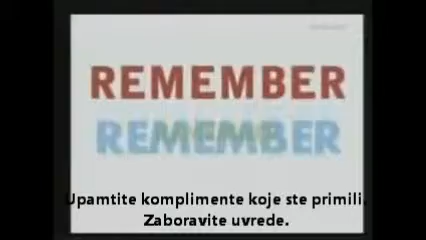 REMEMBER
REMEMBER
Upamtite komplimente koje ste primili.
Zaboravite uvrede.